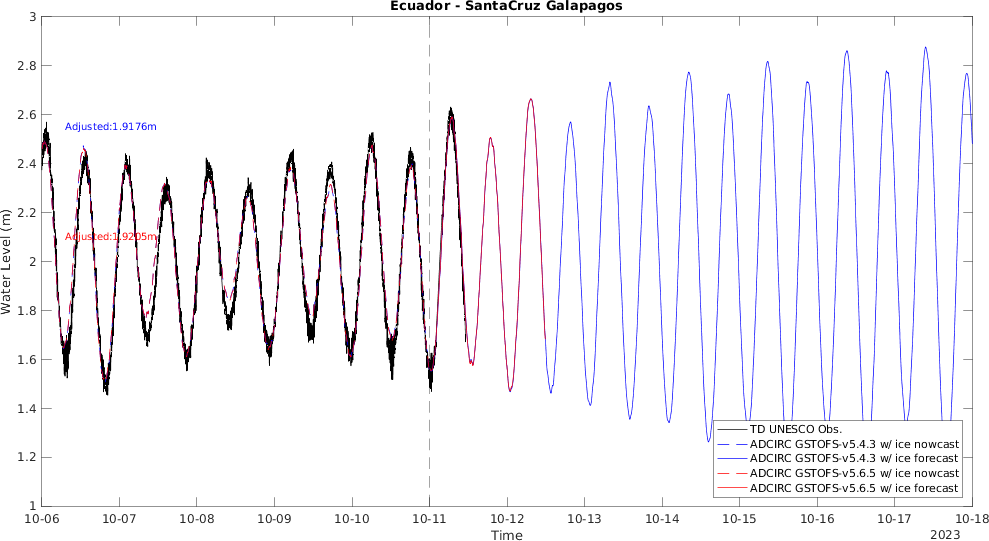 Ecuador - SantaCruz Galapagos
3
2.8
2.6
2.4
2.2
2
1.8
1.6
1.4
1.2
1
Water Level (m)
Adjusted:1.9176m
Adjusted:1.9205m
TD UNESCO Obs.
ADCIRC GSTOFS-v5.4.3 w/ ice nowcast
ADCIRC GSTOFS-v5.4.3 w/ ice forecast
ADCIRC GSTOFS-v5.6.5 w/ ice nowcast
ADCIRC GSTOFS-v5.6.5 w/ ice forecast
10-06 10-07 10-08 10-09 10-10 10-11 10-12 10-13 10-14 10-15 10-16 10-17 10-18
Time
2023